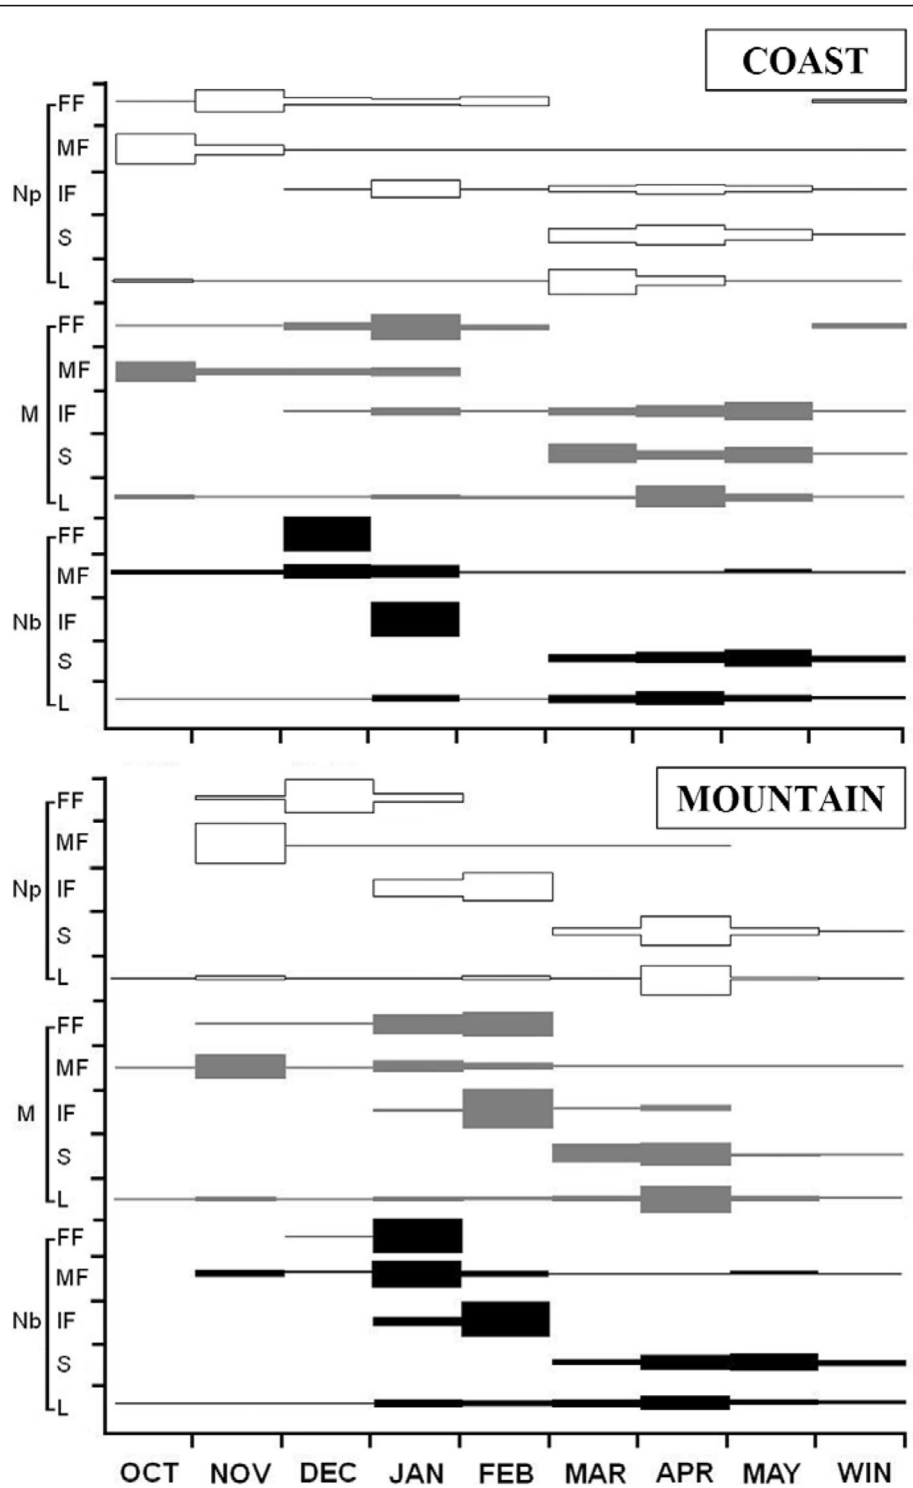 COAST
FF
MF
Np IF
S
L
FF
MF
M IF
S
L
FF
MF
Nb IF
S
L
MOUNTAIN
FF
MF
Np IF
S
L
FF
MF
M IF
S
L
FF
MF
Nb IF
S
L
OCT NOV DEC JAN FEB MAR APR MAY WIN